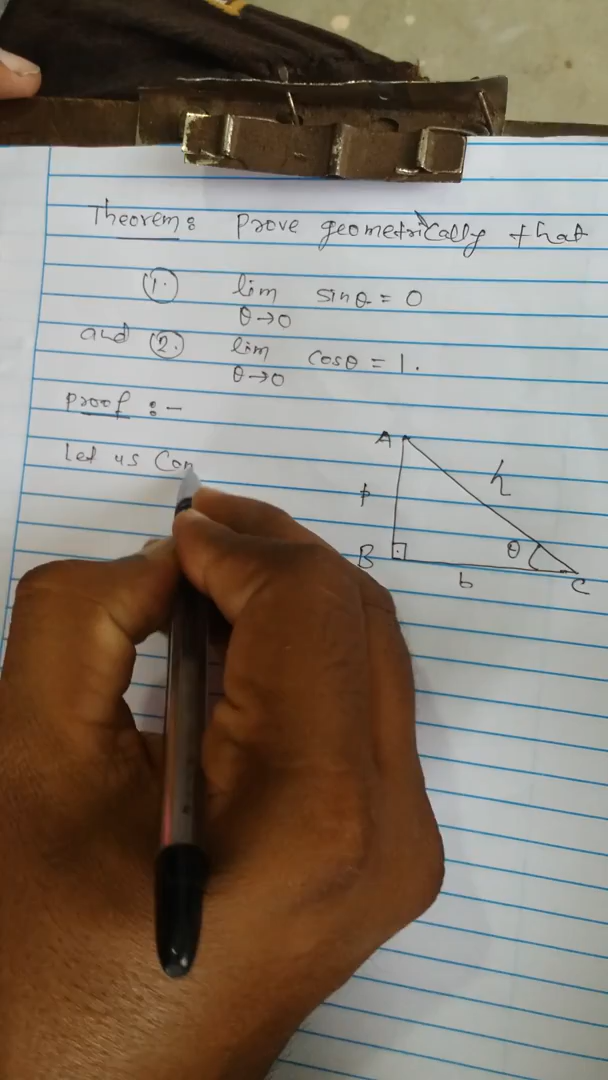 Theorem: prove geometrically that
①. lim sinθ = 0
θ→0
and ②. lim cosθ = 1.
θ→0
proof :-
Let us Con
A
h
p
B
θ
b
C